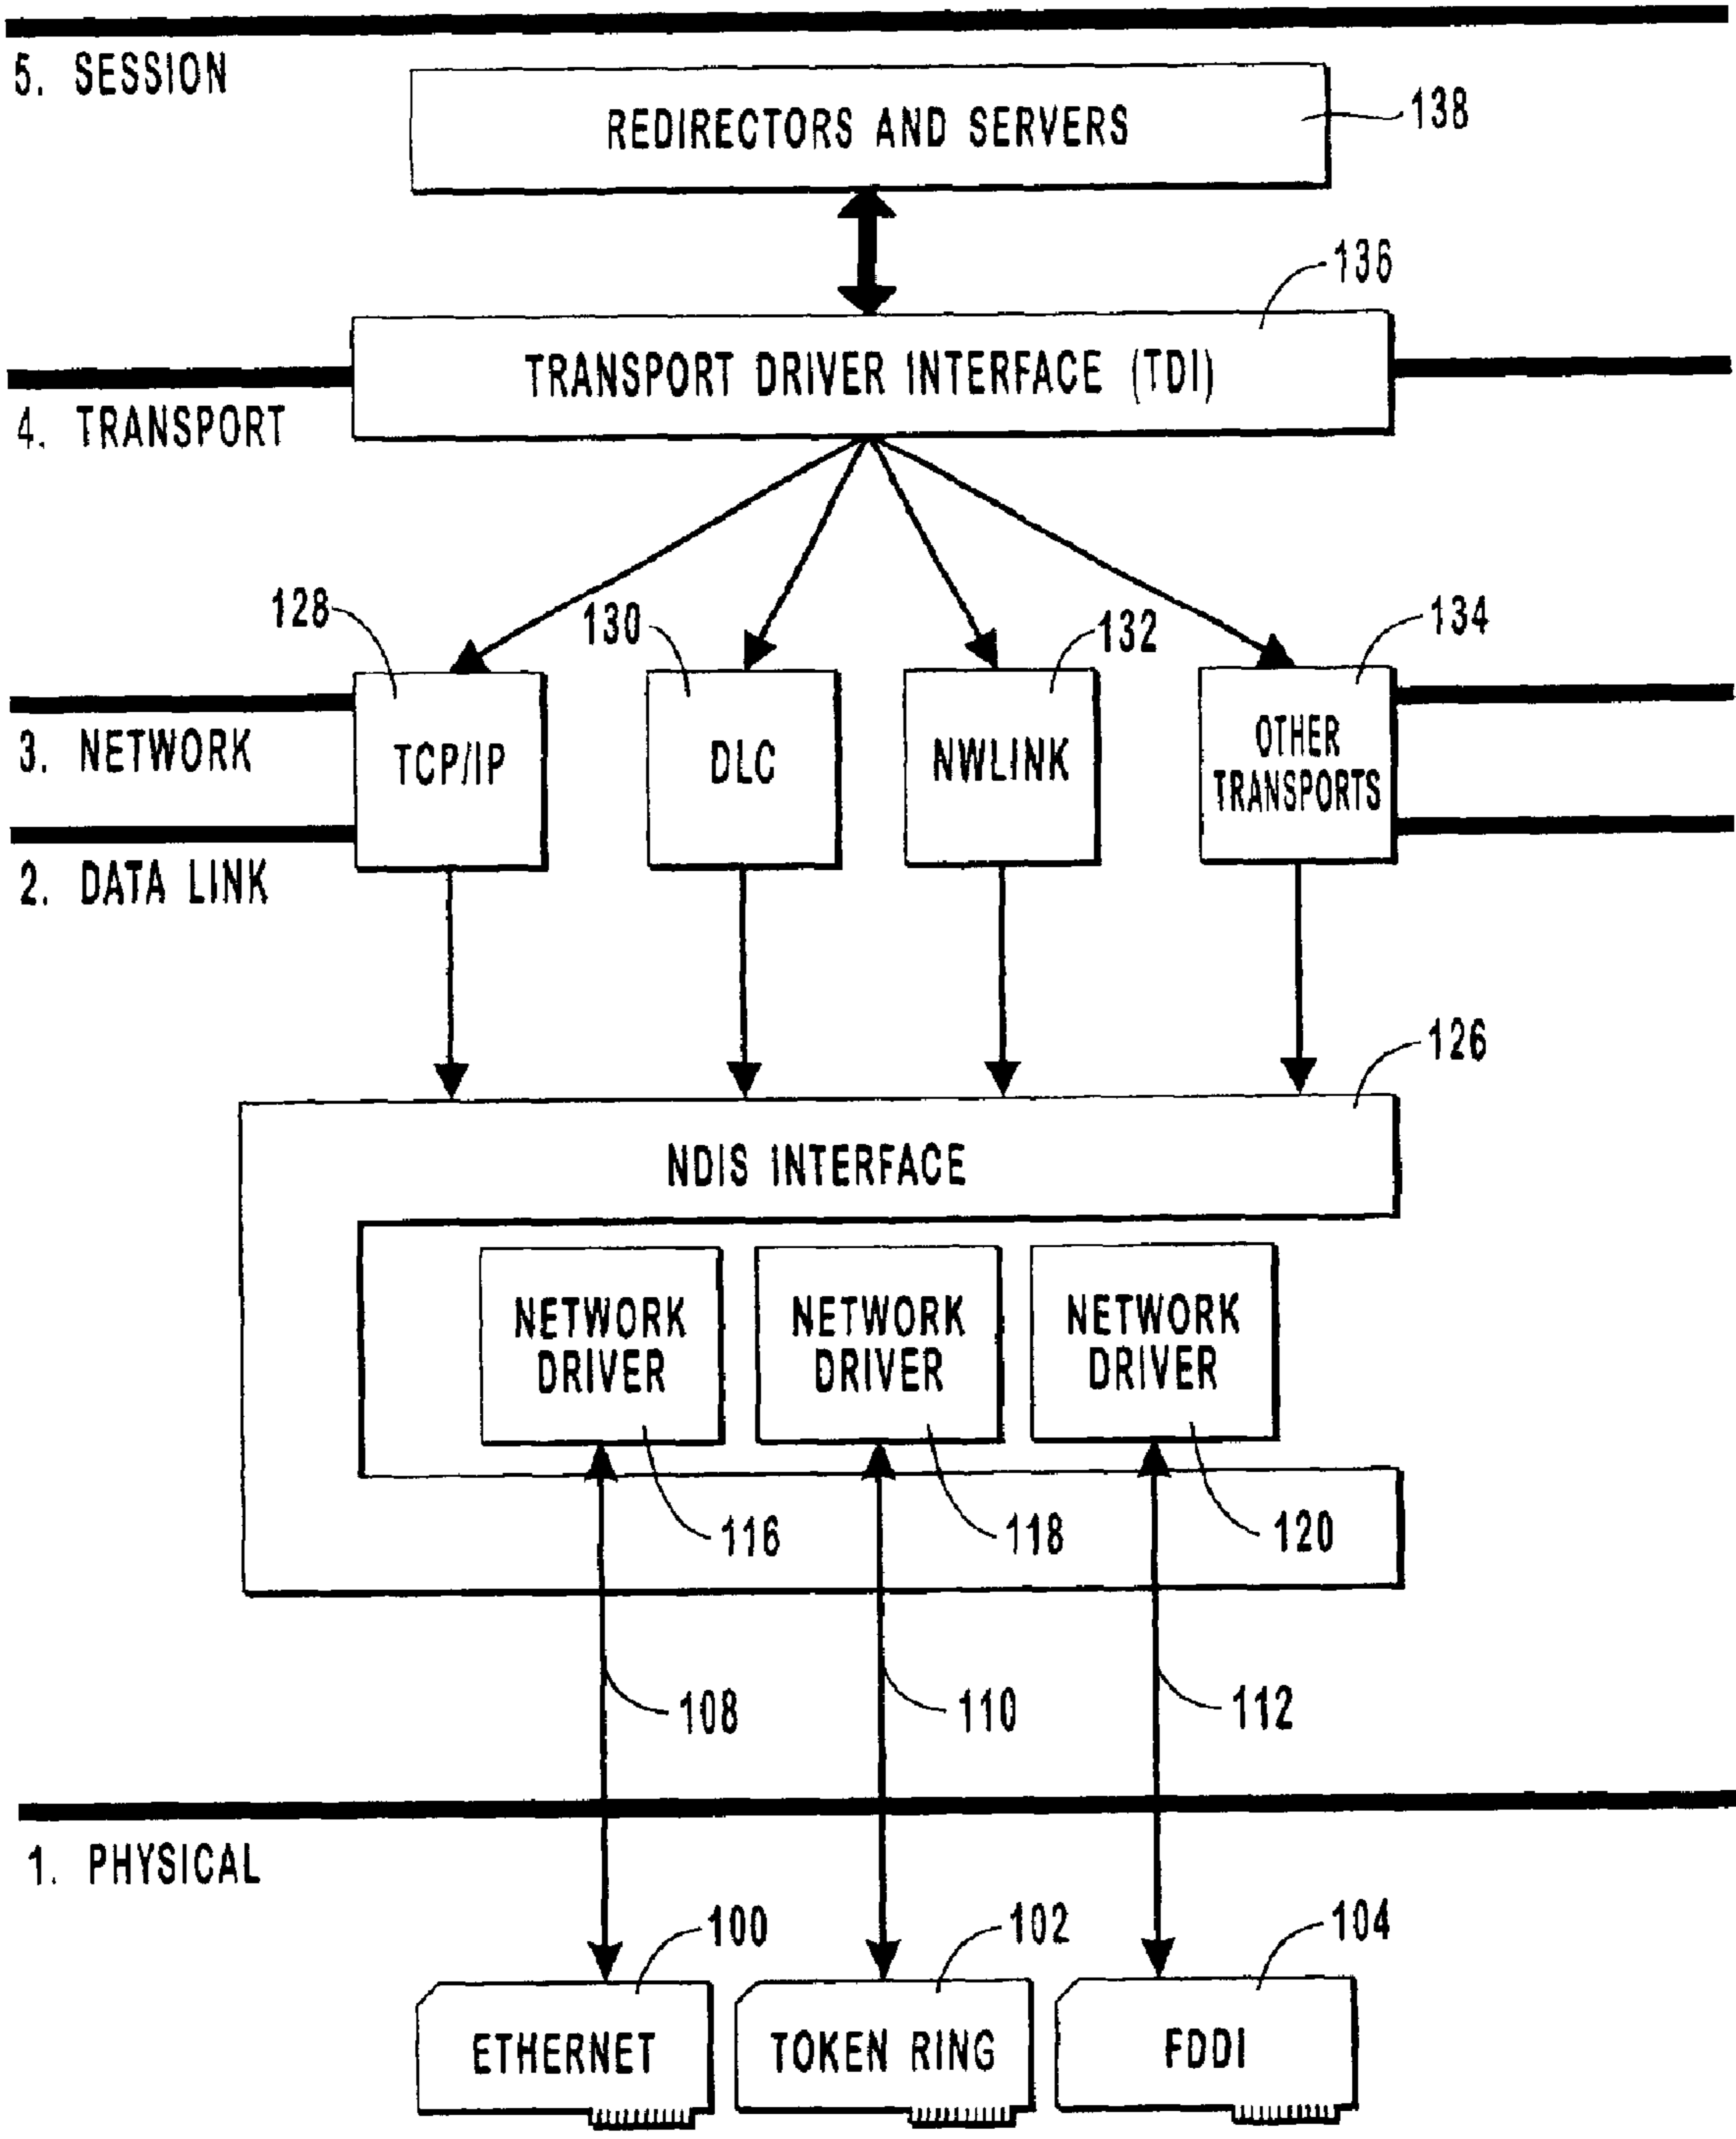 5. SESSION
REDIRECTORS AND SERVERS
138
136
TRANSPORT DRIVER INTERFACE (TDI)
4. TRANSPORT
128
130
132
134
3. NETWORK
TCP/IP
DLC
NWLINK
OTHER
TRANSPORTS
2. DATA LINK
126
NDIS INTERFACE
NETWORK
DRIVER
NETWORK
DRIVER
NETWORK
DRIVER
116
118
120
108
110
112
1. PHYSICAL
100
102
104
ETHERNET
TOKEN RING
FDDI